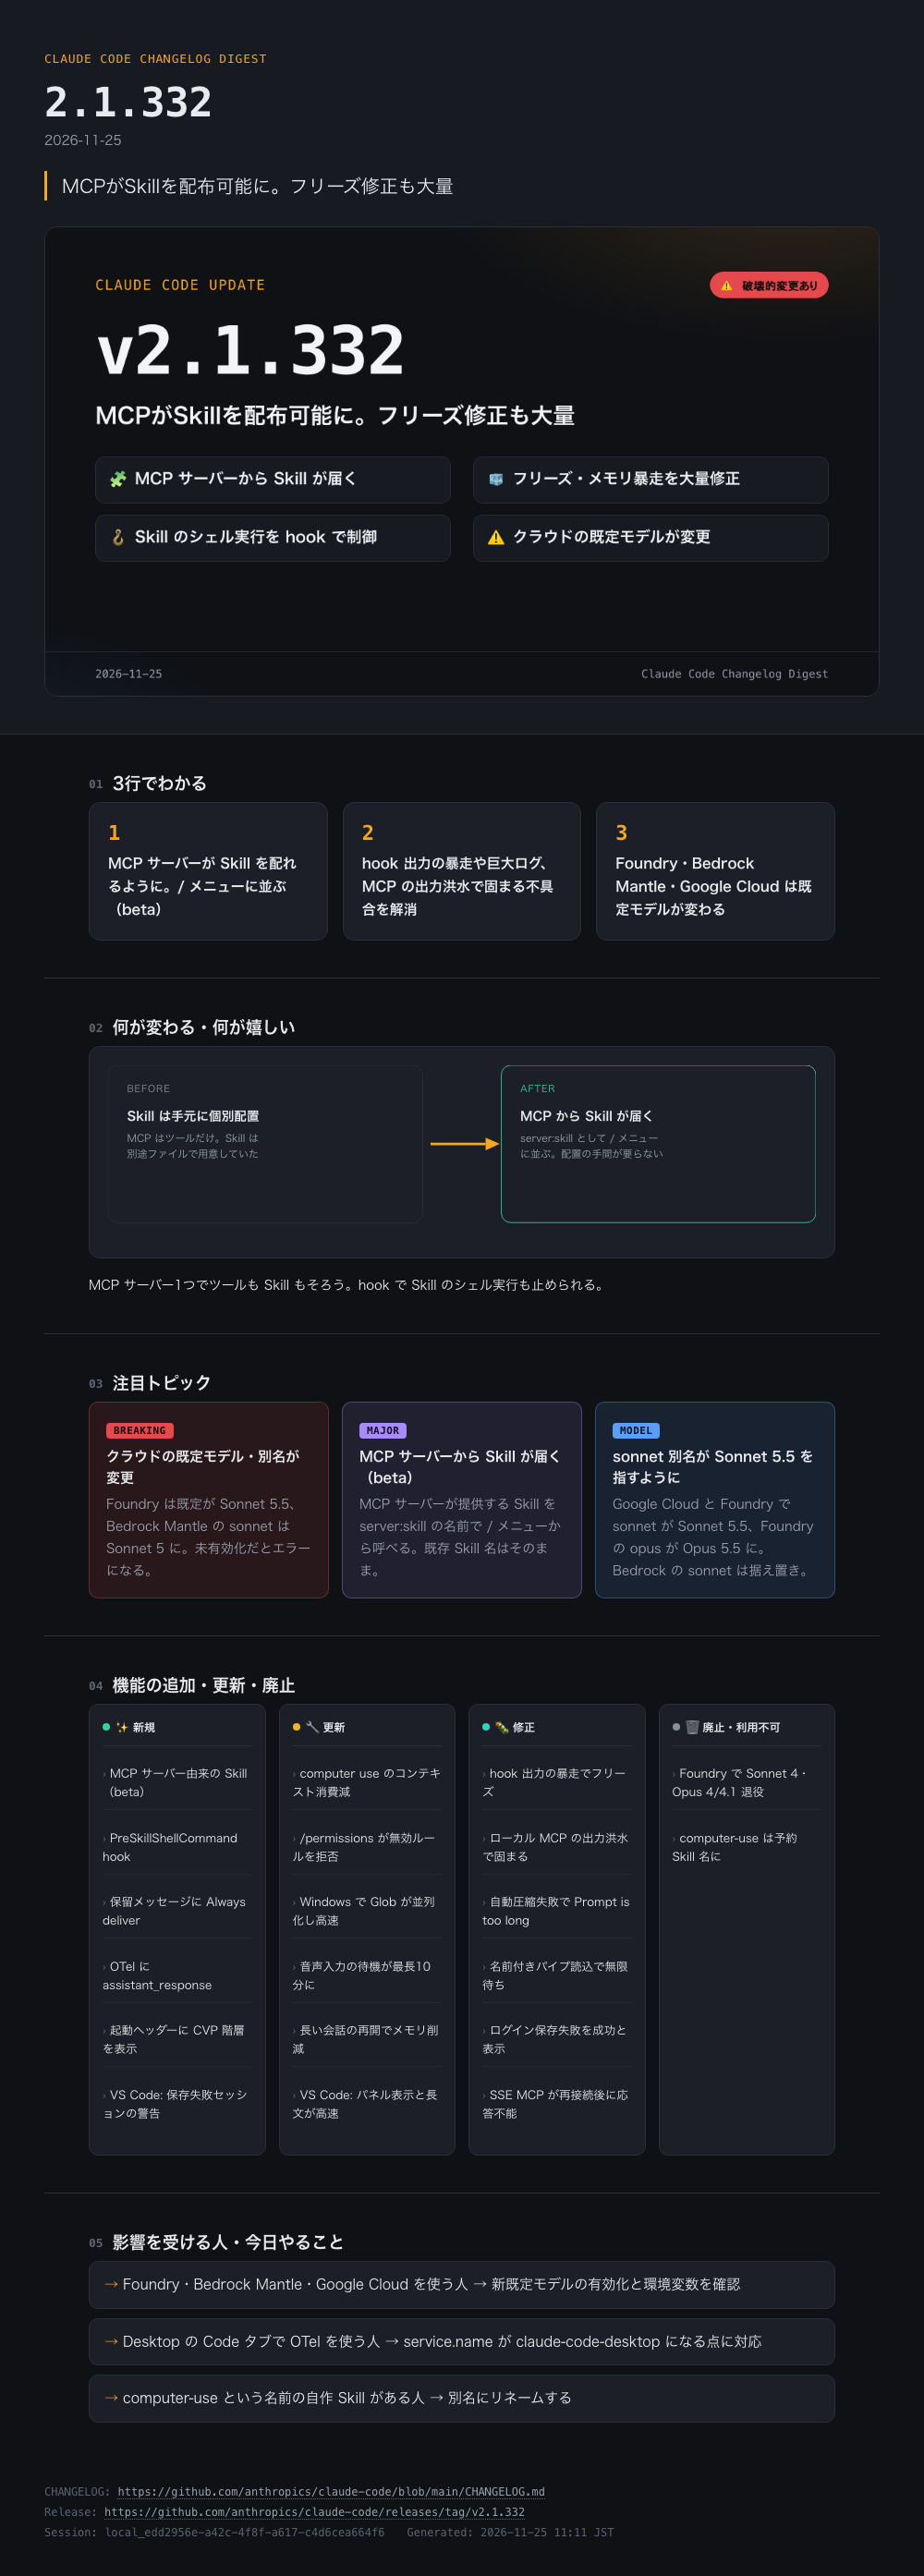 CLAUDE CODE CHANGELOG DIGEST
2.1.332
2026-11-25
MCPがSkillを配布可能に。フリーズ修正も大量
CLAUDE CODE UPDATE
⚠️ 破壊的変更あり
v2.1.332
MCPがSkillを配布可能に。フリーズ修正も大量
🧩 MCP サーバーから Skill が届く
🧊 フリーズ・メモリ暴走を大量修正
🪝 Skill のシェル実行を hook で制御
⚠️ クラウドの既定モデルが変更
2026-11-25
Claude Code Changelog Digest
01 3行でわかる
1
MCP サーバーが Skill を配れ
るように。/ メニューに並ぶ
（beta）
2
hook 出力の暴走や巨大ログ、
MCP の出力洪水で固まる不具
合を解消
3
Foundry・Bedrock
Mantle・Google Cloud は既
定モデルが変わる
02 何が変わる・何が嬉しい
BEFORE
Skill は手元に個別配置
MCP はツールだけ。Skill は
別途ファイルで用意していた
AFTER
MCP から Skill が届く
server:skill として / メニュー
に並ぶ。配置の手間が要らない
MCP サーバー1つでツールも Skill もそろう。hook で Skill のシェル実行も止められる。
03 注目トピック
BREAKING
クラウドの既定モデル・別名が
変更
Foundry は既定が Sonnet 5.5、
Bedrock Mantle の sonnet は
Sonnet 5 に。未有効化だとエラー
になる。
MAJOR
MCP サーバーから Skill が届く
（beta）
MCP サーバーが提供する Skill を
server:skill の名前で / メニューか
ら呼べる。既存 Skill 名はそのま
ま。
MODEL
sonnet 別名が Sonnet 5.5 を
指すように
Google Cloud と Foundry で
sonnet が Sonnet 5.5、Foundry
の opus が Opus 5.5 に。
Bedrock の sonnet は据え置き。
04 機能の追加・更新・廃止
✨ 新規
› MCP サーバー由来の Skill
（beta）
› PreSkillShellCommand
hook
› 保留メッセージに Always
deliver
› OTel に
assistant_response
› 起動ヘッダーに CVP 階層
を表示
› VS Code: 保存失敗セッシ
ョンの警告
🔧 更新
› computer use のコンテキ
スト消費減
› /permissions が無効ルー
ルを拒否
› Windows で Glob が並列
化し高速
› 音声入力の待機が最長10
分に
› 長い会話の再開でメモリ削
減
› VS Code: パネル表示と長
文が高速
🐛 修正
› hook 出力の暴走でフリー
ズ
› ローカル MCP の出力洪水
で固まる
› 自動圧縮失敗で Prompt is
too long
› 名前付きパイプ読込で無限
待ち
› ログイン保存失敗を成功と
表示
› SSE MCP が再接続後に応
答不能
🗑️ 廃止・利用不可
› Foundry で Sonnet 4・
Opus 4/4.1 退役
› computer-use は予約
Skill 名に
05 影響を受ける人・今日やること
→ Foundry・Bedrock Mantle・Google Cloud を使う人 → 新既定モデルの有効化と環境変数を確認
→ Desktop の Code タブで OTel を使う人 → service.name が claude-code-desktop になる点に対応
→ computer-use という名前の自作 Skill がある人 → 別名にリネームする
CHANGELOG: https://github.com/anthropics/claude-code/blob/main/CHANGELOG.md
Release: https://github.com/anthropics/claude-code/releases/tag/v2.1.332
Session: local_edd2956e-a42c-4f8f-a617-c4d6cea664f6 Generated: 2026-11-25 11:11 JST